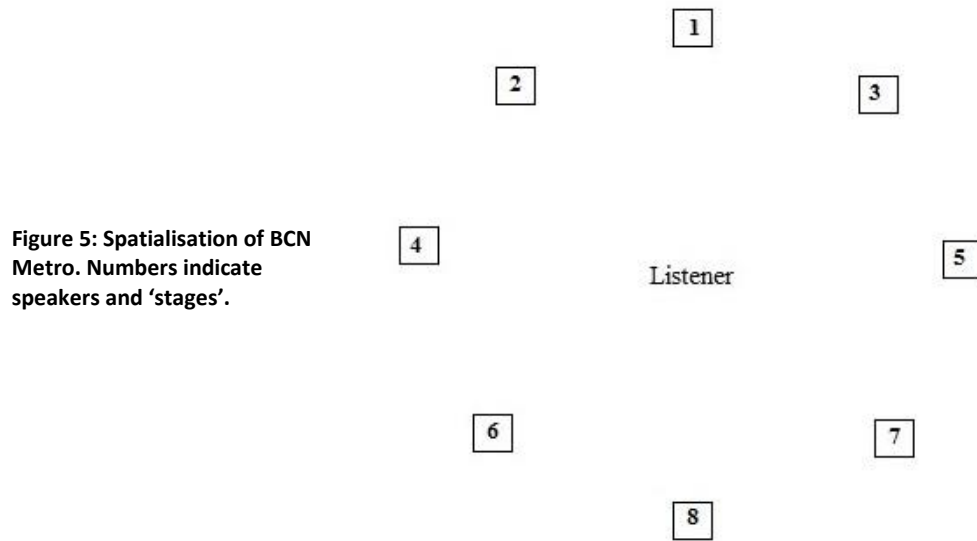 1
2
3
Figure 5: Spatialisation of BCN
Metro. Numbers indicate
speakers and ‘stages’.
4
Listener
5
6
7
8